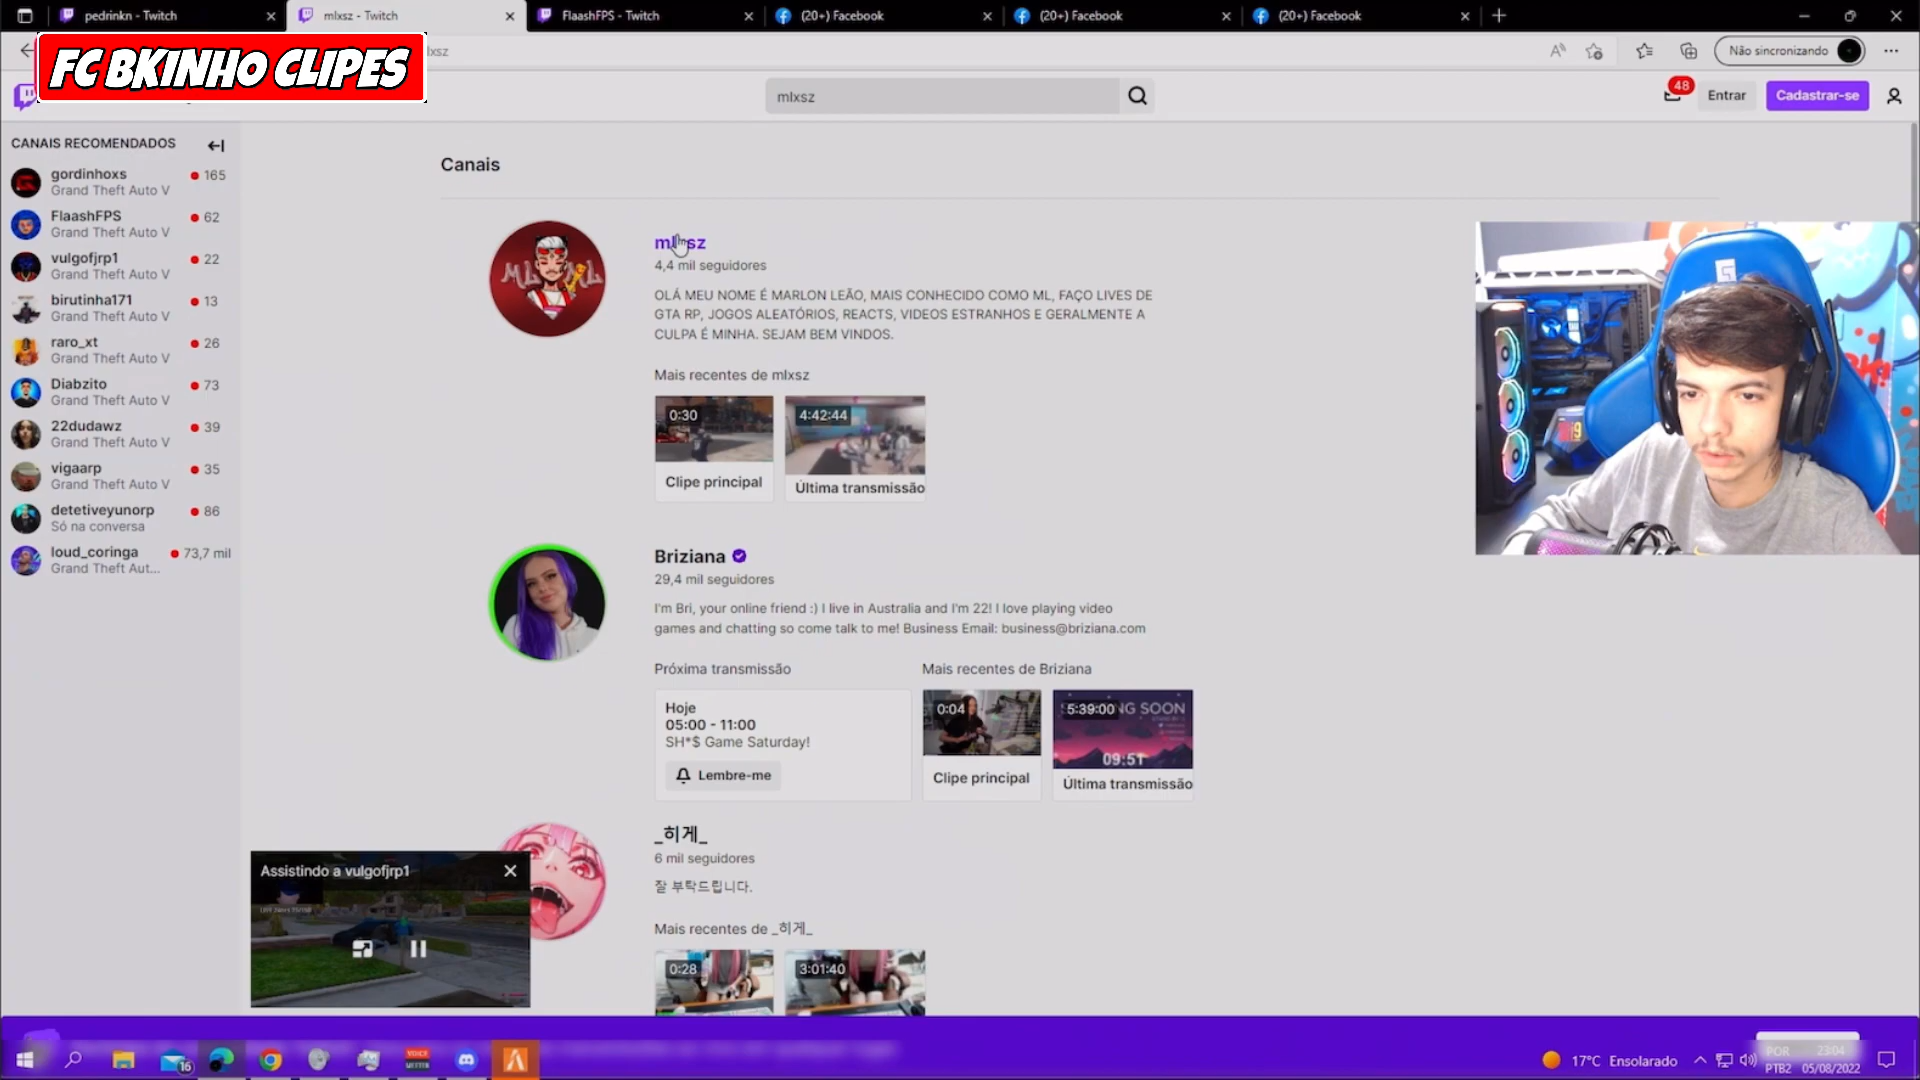 pedrinkn - Twitch
mlxsz - Twitch
FlaashFPS - Twitch
(20+) Facebook
(20+) Facebook
(20+) Facebook
FC BKINHO CLIPES
Não sincronizando
mlxsz
48
Entrar
Cadastrar-se
CANAIS RECOMENDADOS
gordinhoxs
165
Grand Theft Auto V
FlaashFPS
62
Grand Theft Auto V
vulgofjrp1
22
Grand Theft Auto V
birutinha171
13
Grand Theft Auto V
raro_xt
26
Grand Theft Auto V
Diabzito
73
Grand Theft Auto V
22dudawz
39
Grand Theft Auto V
vigaarp
35
Grand Theft Auto V
detetiveyunorp
86
Só na conversa
loud_coringa
73,7 mil
Grand Theft Aut...
Canais
mlxsz
4,4 mil seguidores
OLÁ MEU NOME É MARLON LEÃO, MAIS CONHECIDO COMO ML, FAÇO LIVES DE
GTA RP, JOGOS ALEATÓRIOS, REACTS, VIDEOS ESTRANHOS E GERALMENTE A
CULPA É MINHA. SEJAM BEM VINDOS.
Mais recentes de mlxsz
0:30
4:42:44
Clipe principal
Última transmissão
Briziana
29,4 mil seguidores
I'm Bri, your online friend :) I live in Australia and I'm 22! I love playing video
games and chatting so come talk to me! Business Email: business@briziana.com
Próxima transmissão
Mais recentes de Briziana
Hoje
05:00 - 11:00
SH*$ Game Saturday!
Lembre-me
0:04
5:39:00
NG SOON
09:51
Clipe principal
Última transmissão
_히게_
6 mil seguidores
잘 부탁드립니다.
Mais recentes de _히게_
0:28
3:01:40
Assistindo a vulgofjrp1
16
17°C Ensolarado
POR
PTB2
23:04
05/08/2022